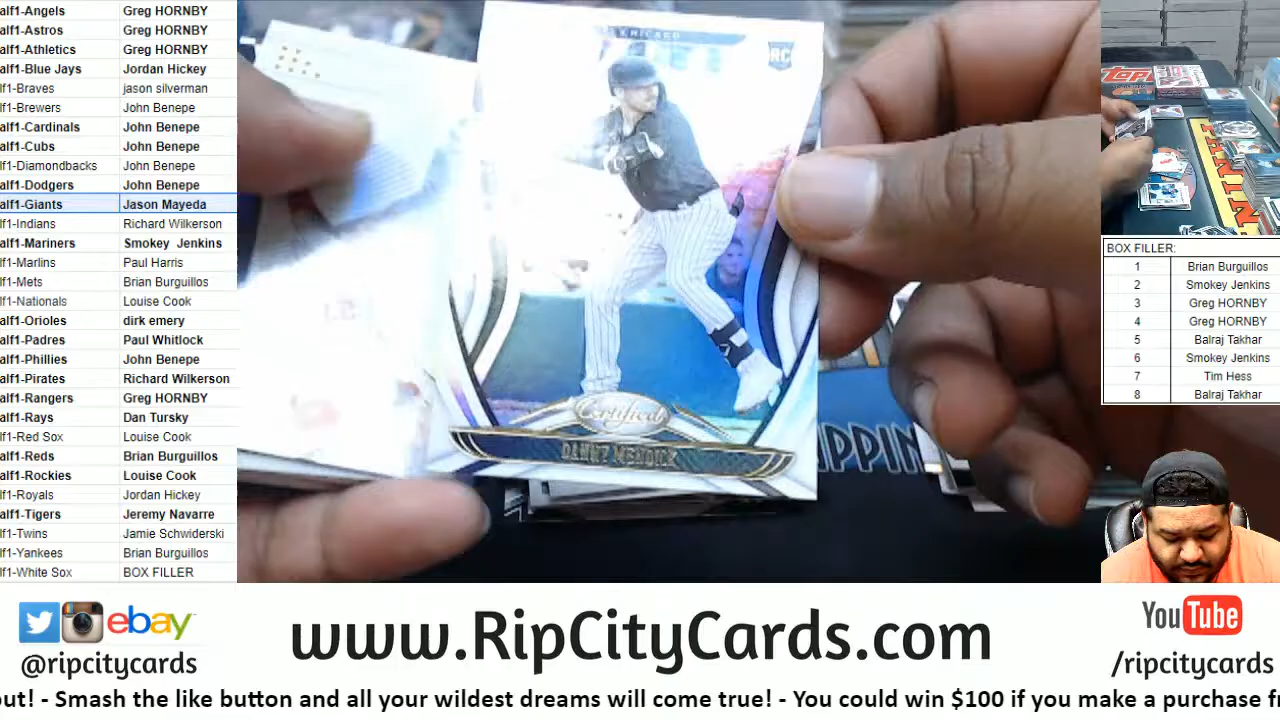 alf1-Angels Greg HORNBY
alf1-Astros Greg HORNBY
alf1-Athletics Greg HORNBY
alf1-Blue Jays Jordan Hickey
lf1-Braves jason silverman
lf1-Brewers John Benepe
alf1-Cardinals John Benepe
alf1-Cubs John Benepe
lf1-Diamondbacks John Benepe
alf1-Dodgers John Benepe
alf1-Giants Jason Mayeda
lf1-Indians Richard Wilkerson
alf1-Mariners Smokey Jenkins
lf1-Marlins Paul Harris
lf1-Mets Brian Burguillos
lf1-Nationals Louise Cook
alf1-Orioles dirk emery
alf1-Padres Paul Whitlock
alf1-Phillies John Benepe
alf1-Pirates Richard Wilkerson
alf1-Rangers Greg HORNBY
alf1-Rays Dan Tursky
lf1-Red Sox Louise Cook
alf1-Reds Brian Burguillos
alf1-Rockies Louise Cook
lf1-Royals Jordan Hickey
alf1-Tigers Jeremy Navarre
lf1-Twins Jamie Schwiderski
lf1-Yankees Brian Burguillos
lf1-White Sox BOX FILLER
RC
Certified
DANNY MENDICK
IPPIN
TOPPS
PANINI
BOX FILLER:
1 Brian Burguillos
2 Smokey Jenkins
3 Greg HORNBY
4 Greg HORNBY
5 Balraj Takhar
6 Smokey Jenkins
7 Tim Hess
8 Balraj Takhar
ebay
@ripcitycards
www.RipCityCards.com
YouTube
/ripcitycards
out! - Smash the like button and all your wildest dreams will come true! - You could win $100 if you make a purchase fr